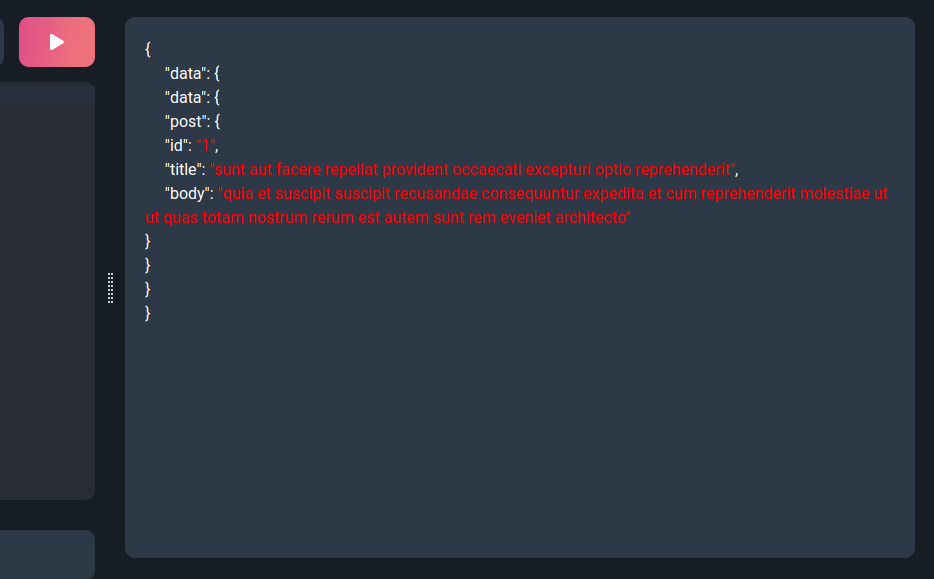 {
"data": {
"data": {
"post": {
"id": "1",
"title": "sunt aut facere repellat provident occaecati excepturi optio reprehenderit",
"body": "quia et suscipit suscipit recusandae consequuntur expedita et cum reprehenderit molestiae ut
ut quas totam nostrum rerum est autem sunt rem eveniet architecto"
}
}
}
}